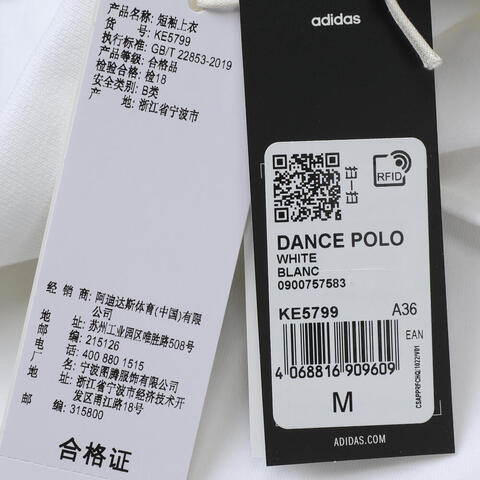 产品名称: 短袖上衣
货 号: KE5799
执行标准: GB/T 22853-2019
产品等级: 合格品
检验合格: 检18
安全类别: B类
产 地: 浙江省宁波市
经 销 商: 阿迪达斯体育(中国)有限公司
地 址: 苏州工业园区唯胜路508号
邮 编: 215126
电 话: 400 880 1515
厂 名: 宁波图腾服饰有限公司
地 址: 浙江省宁波市经济技术开发区甬江路18号
邮 编: 315800
合格证
adidas
扫一扫
RFID
DANCE POLO
WHITE
BLANC
0900757583
KE5799 A36
EAN
4 068816 909609
M
ADIDAS.COM